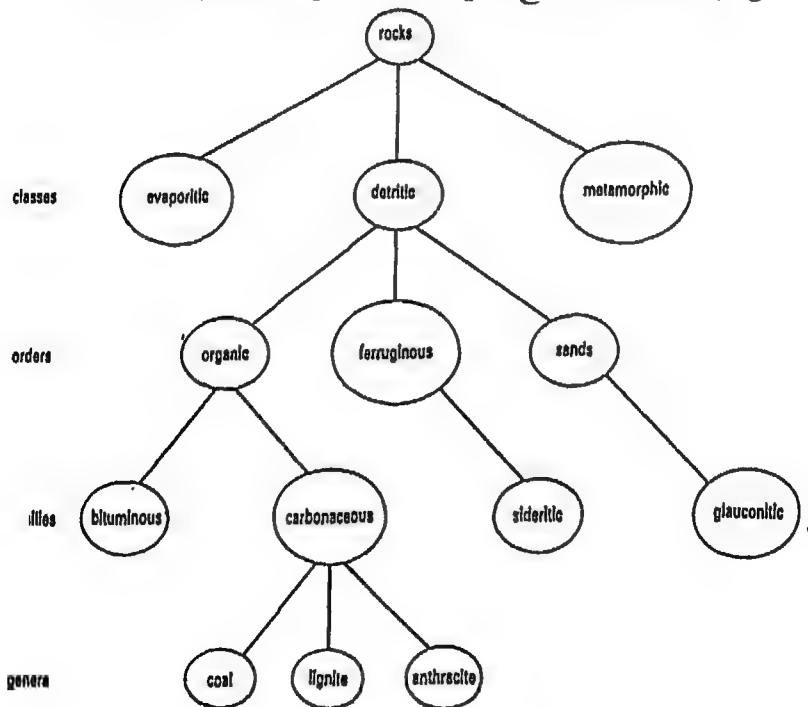 rocks
classes evaporitic detritic metamorphic
orders organic ferruginous sands
bituminous carbonaceous sideritic glauconitic
genera coal lignite anthracite